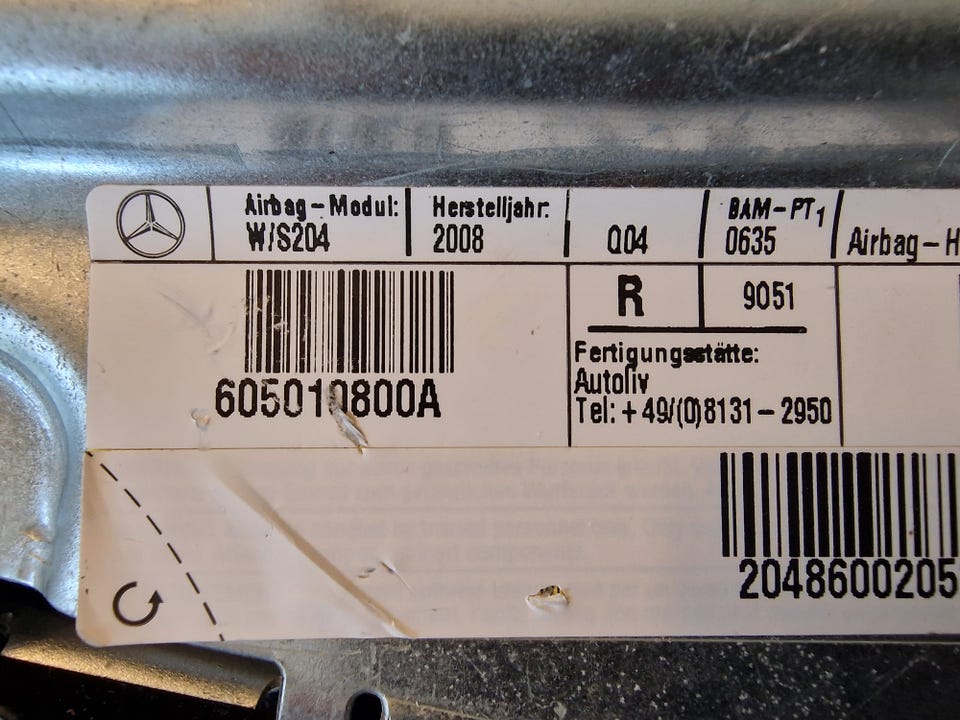 Airbag-Modul:
W/S204
Herstelljahr:
2008
Q04
BAM-PT1
0635
Airbag-H
605010800A
R
9051
Fertigungsstätte:
Autoliv
Tel: +49/(0)8131-2950
2048600205